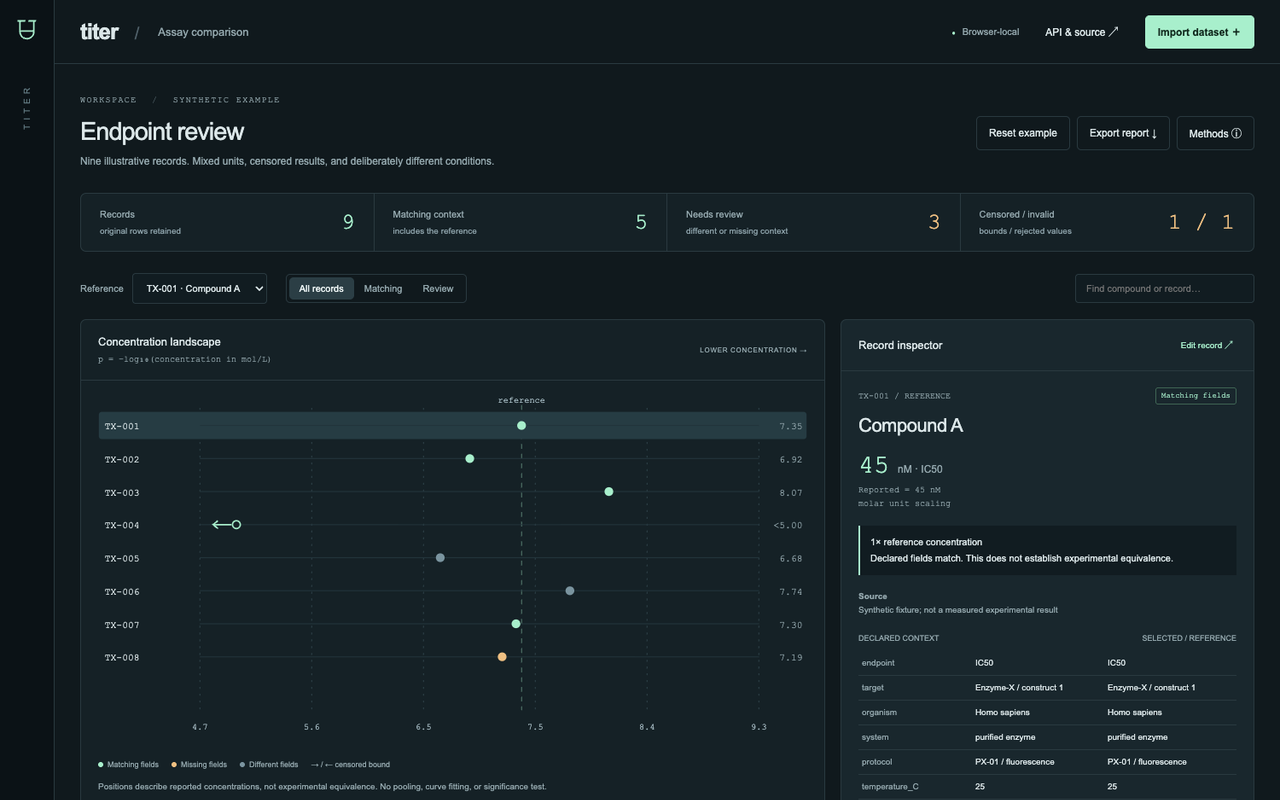 titer / Assay comparison
• Browser-local
API & source ↗
Import dataset +
TITER
WORKSPACE / SYNTHETIC EXAMPLE
Endpoint review
Nine illustrative records. Mixed units, censored results, and deliberately different conditions.
Reset example
Export report ↓
Methods ⓘ
Records
original rows retained
9
Matching context
includes the reference
5
Needs review
different or missing context
3
Censored / invalid
bounds / rejected values
1 / 1
Reference
TX-001 · Compound A
All records
Matching
Review
Find compound or record…
Concentration landscape
p = −log₁₀(concentration in mol/L)
LOWER CONCENTRATION →
reference
TX-001 7.35
TX-002 6.92
TX-003 8.07
TX-004 <5.00
TX-005 6.68
TX-006 7.74
TX-007 7.30
TX-008 7.19
4.7 5.6 6.5 7.5 8.4 9.3
Matching fields
Missing fields
Different fields
→ / ← censored bound
Positions describe reported concentrations, not experimental equivalence. No pooling, curve fitting, or significance test.
Record inspector
Edit record ↗
TX-001 / REFERENCE
Matching fields
Compound A
45 nM · IC50
Reported = 45 nM
molar unit scaling
1× reference concentration
Declared fields match. This does not establish experimental equivalence.
Source
Synthetic fixture; not a measured experimental result
DECLARED CONTEXT SELECTED / REFERENCE
endpoint IC50 IC50
target Enzyme-X / construct 1 Enzyme-X / construct 1
organism Homo sapiens Homo sapiens
system purified enzyme purified enzyme
protocol PX-01 / fluorescence PX-01 / fluorescence
temperature_C 25 25